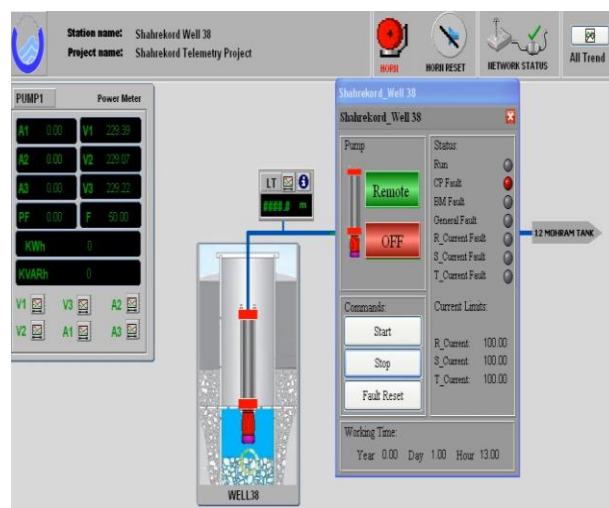 Station name: Shahrekord Well 38
Project name: Shahrekord Telemetry Project
HORN
HORN RESET
NETWORK STATUS
All Trend
PUMP1 Power Meter
A1 0.00 V1 229.39
A2 0.00 V2 229.07
A3 0.00 V3 229.22
PF 0.00 F 50.00
KWh 0
KVARh 0
V1 V3 A2
V2 A1 A3
LT
####.# m
WELL38
Shahrekord_Well 38
Shahrekord_Well 38
Pump
Remote
OFF
Status:
Run
CP Fault
BM Fault
General Fault
R_Current Fault
S_Current Fault
T_Current Fault
Commands:
Start
Stop
Fault Reset
Current Limits:
R_Current: 100.00
S_Current: 100.00
T_Current: 100.00
Working Time:
Year 0.00 Day 1.00 Hour 13.00
12 MOHRAM TANK